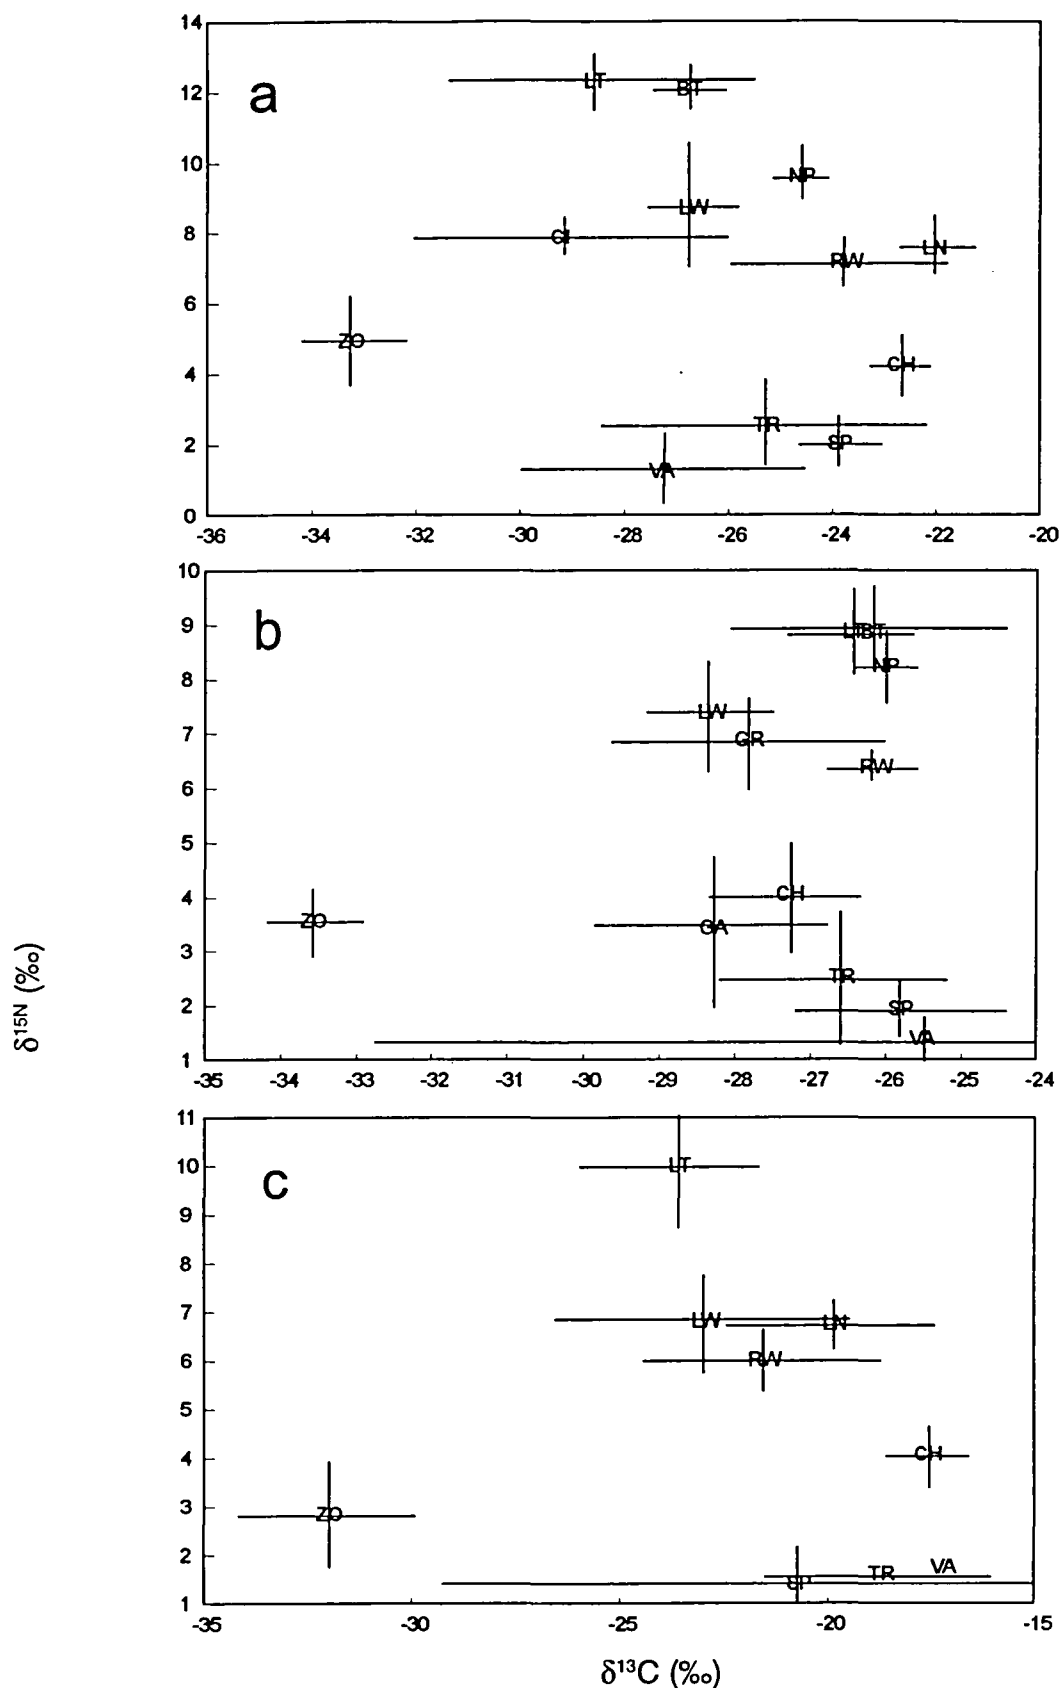 14
12
10
8
6
4
2
0
a
LT
BT
NP
LW
LN
RW
ZO
CH
TR
SP
VA
-36
-34
-32
-30
-28
-26
-24
-22
-20
10
9
8
7
6
5
4
3
2
1
b
LT
BT
NP
LW
GR
RW
CH
ZO
GA
TR
SP
VA
-35
-34
-33
-32
-31
-30
-29
-28
-27
-26
-25
-24
11
10
9
8
7
6
5
4
3
2
1
c
LT
LW
LN
RW
CH
ZO
VA
TR
-35
-30
-25
-20
-15
δ15N (‰)
δ13C (‰)